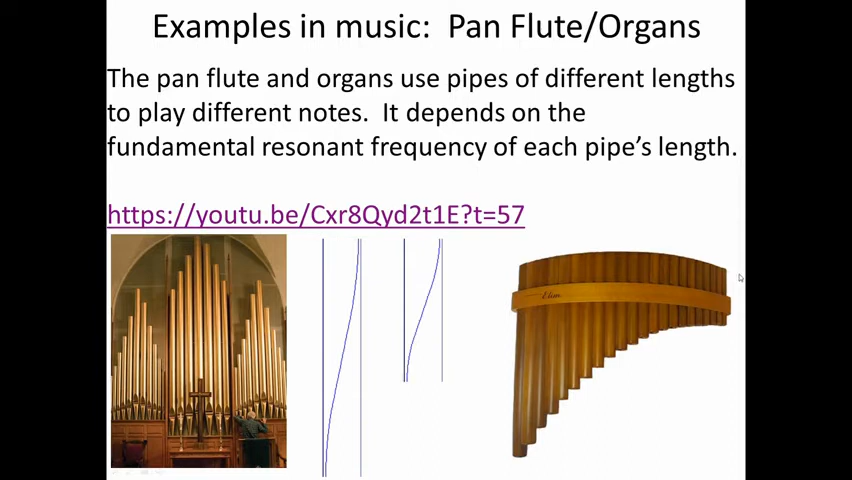 Examples in music:  Pan Flute/Organs
The pan flute and organs use pipes of different lengths
to play different notes.  It depends on the
fundamental resonant frequency of each pipe's length.
https://youtu.be/Cxr8Qyd2t1E?t=57